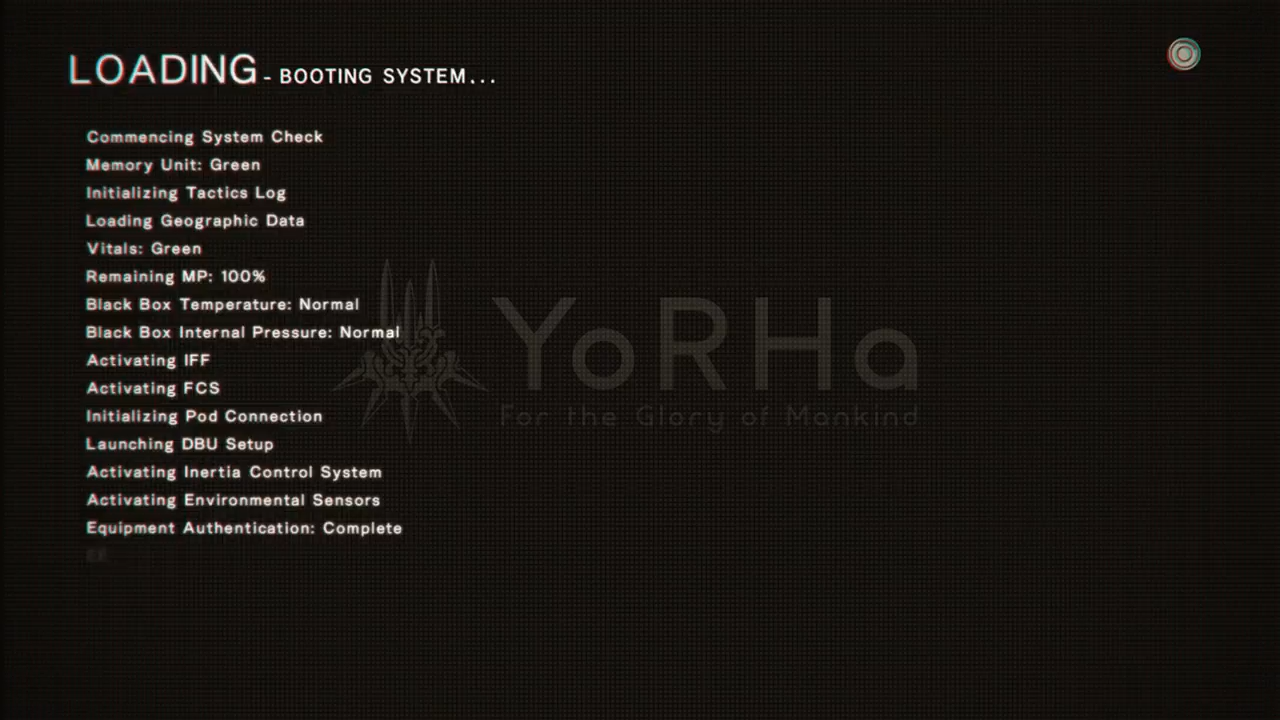 LOADING - BOOTING SYSTEM...
Commencing System Check
Memory Unit: Green
Initializing Tactics Log
Loading Geographic Data
Vitals: Green
Remaining MP: 100%
Black Box Temperature: Normal
Black Box Internal Pressure: Normal
Activating IFF
Activating FCS
Initializing Pod Connection
Launching DBU Setup
Activating Inertia Control System
Activating Environmental Sensors
Equipment Authentication: Complete
YoRHa
For the Glory of Mankind